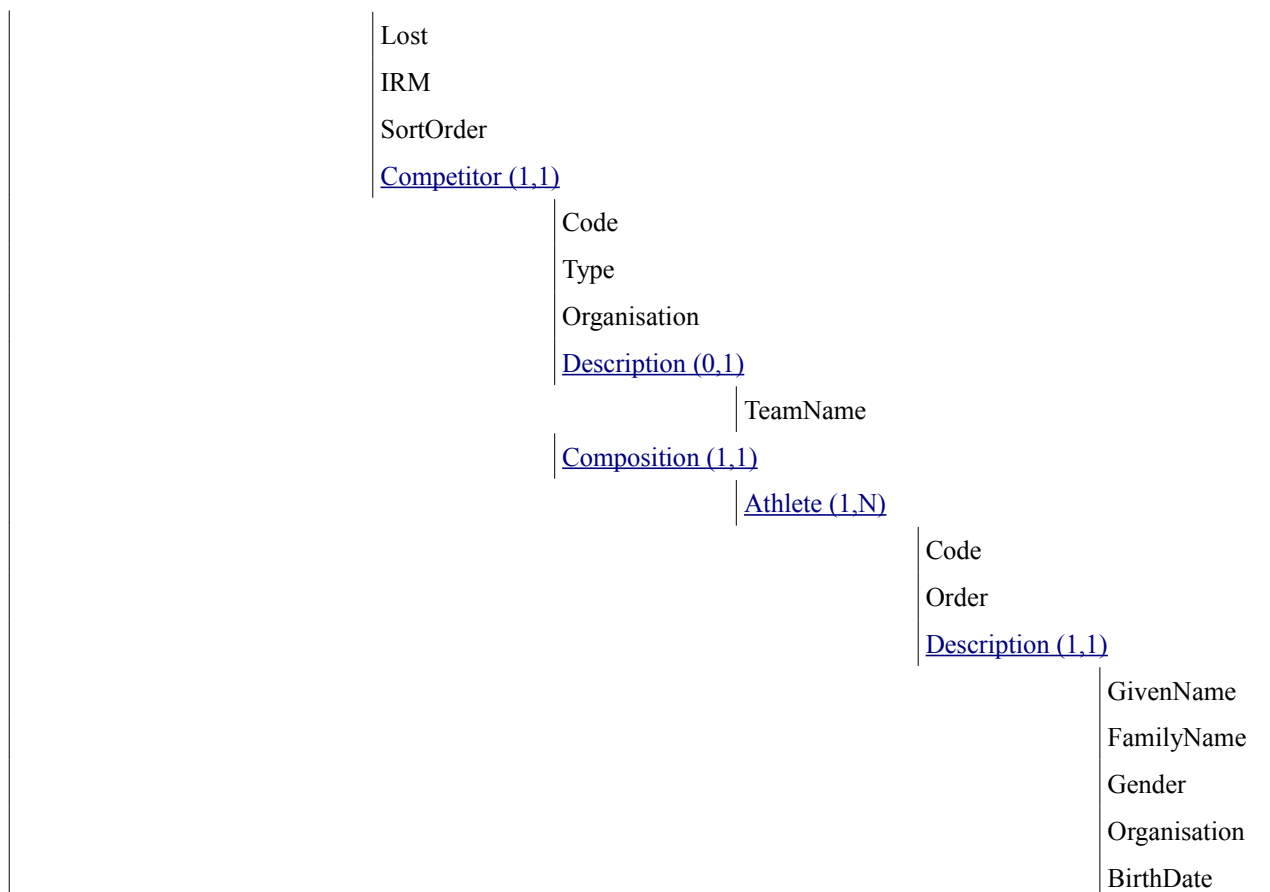 Lost
IRM
SortOrder
Competitor (1,1)
Code
Type
Organisation
Description (0,1)
TeamName
Composition (1,1)
Athlete (1,N)
Code
Order
Description (1,1)
GivenName
FamilyName
Gender
Organisation
BirthDate